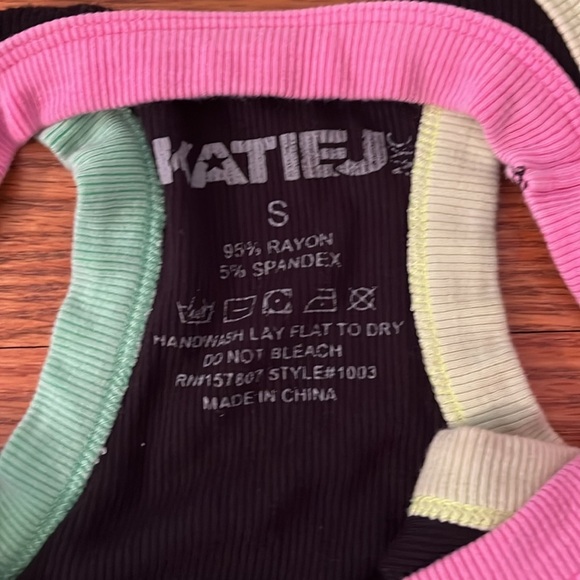 KATIEJ NYC
S
95% RAYON
5% SPANDEX
HANDWASH LAY FLAT TO DRY
DO NOT BLEACH
RN#157807 STYLE#1003
MADE IN CHINA